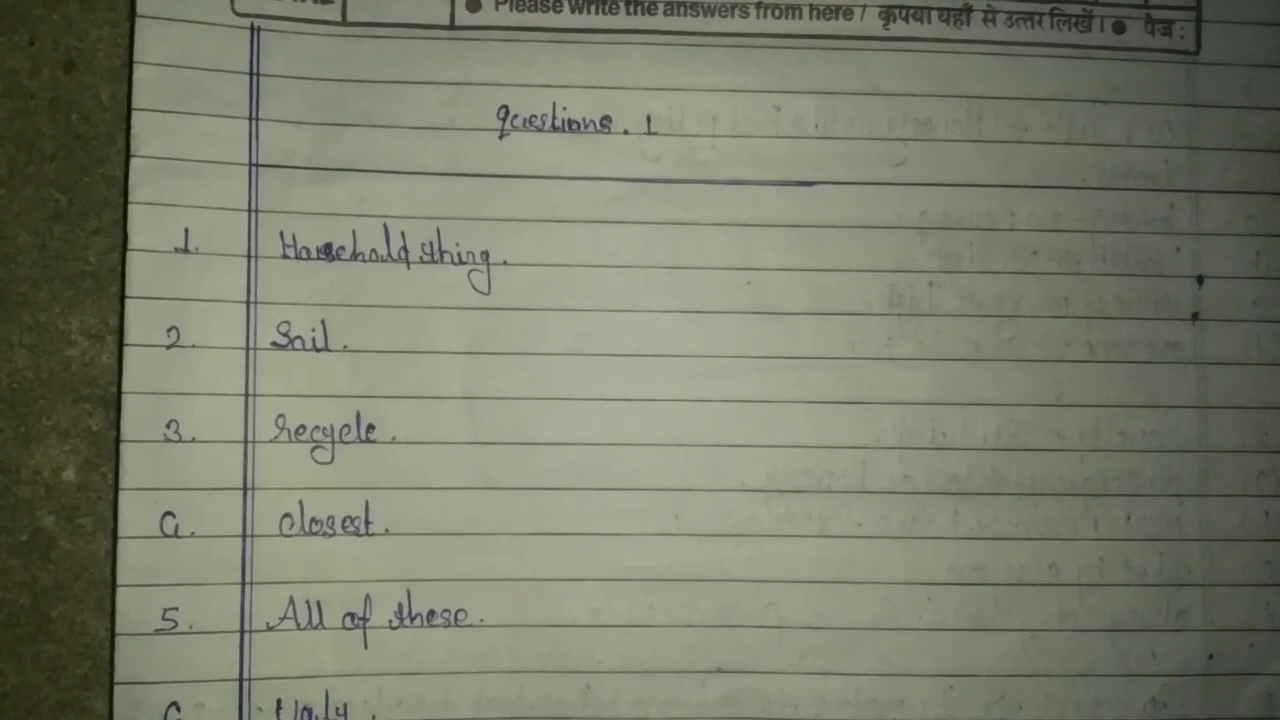 ● Please write the answers from here / कृपया यहाँ से उत्तर लिखें। ● पेज :
Questions. 1
1. Household thing.
2. Soil.
3. recycle.
4. closest.
5. All of these.